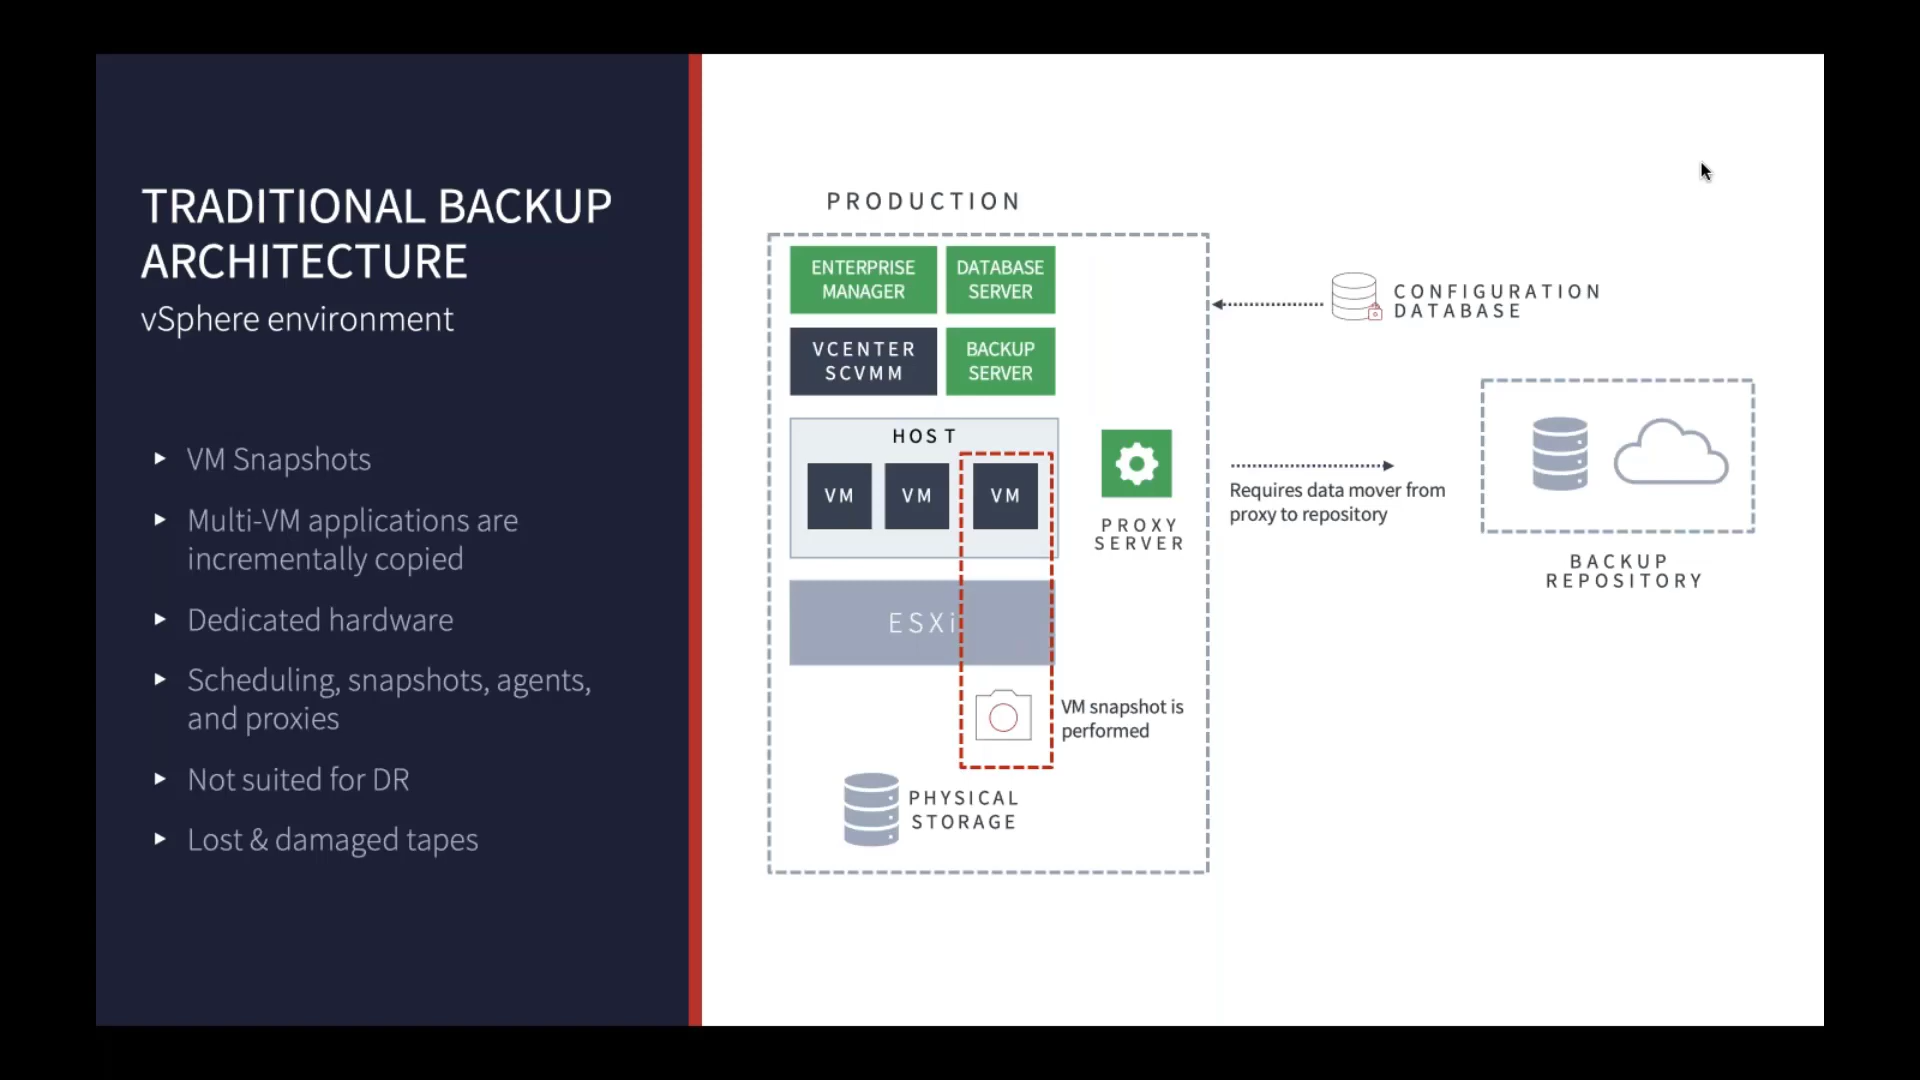 TRADITIONAL BACKUP
ARCHITECTURE
vSphere environment
VM Snapshots
Multi-VM applications are
incrementally copied
Dedicated hardware
Scheduling, snapshots, agents,
and proxies
Not suited for DR
Lost & damaged tapes
PRODUCTION
ENTERPRISE
MANAGER
DATABASE
SERVER
VCENTER
SCVMM
BACKUP
SERVER
HOST
VM
VM
VM
PROXY
SERVER
ESXi
VM snapshot is
performed
PHYSICAL
STORAGE
CONFIGURATION
DATABASE
Requires data mover from
proxy to repository
BACKUP
REPOSITORY